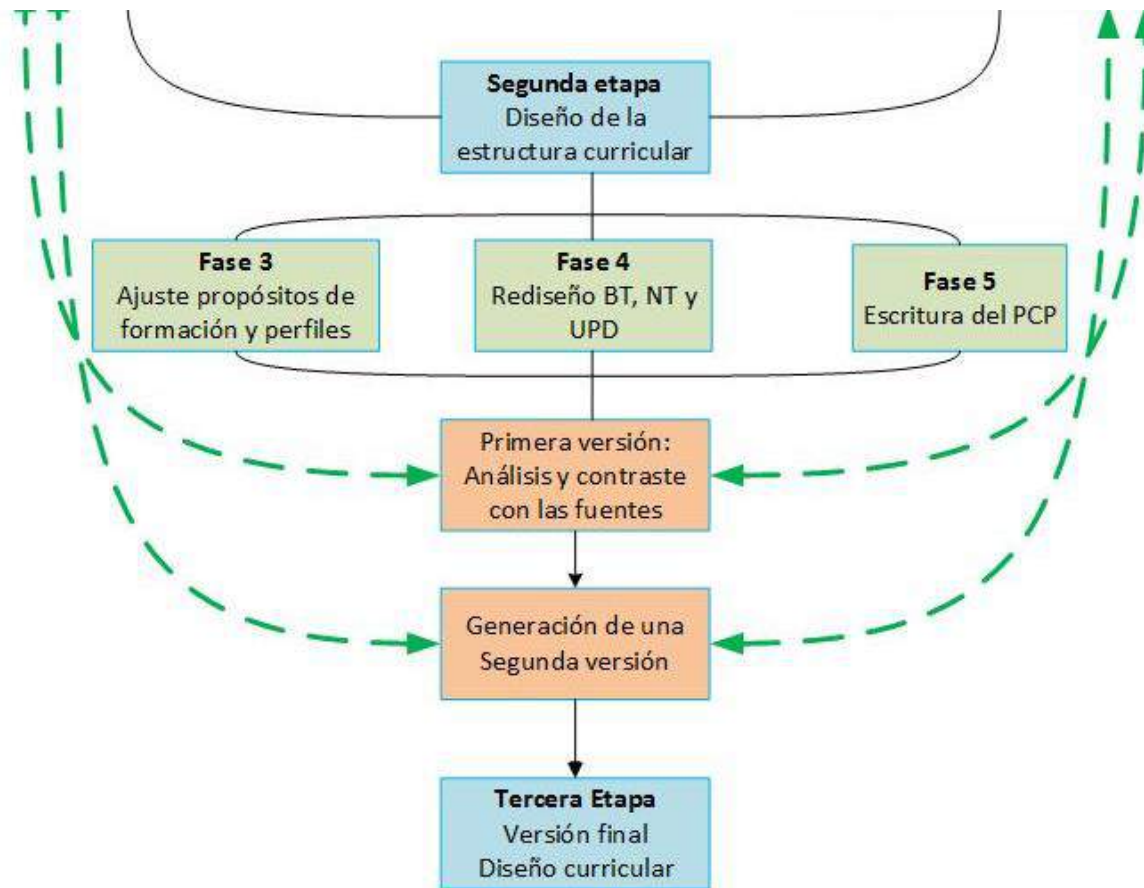 Segunda etapa
Diseño de la
estructura curricular
Fase 3
Ajuste propósitos de
formación y perfiles
Fase 4
Rediseño BT, NT y
UPD
Fase 5
Escritura del PCP
Primera versión:
Análisis y contraste
con las fuentes
Generación de una
Segunda versión
Tercera Etapa
Versión final
Diseño curricular